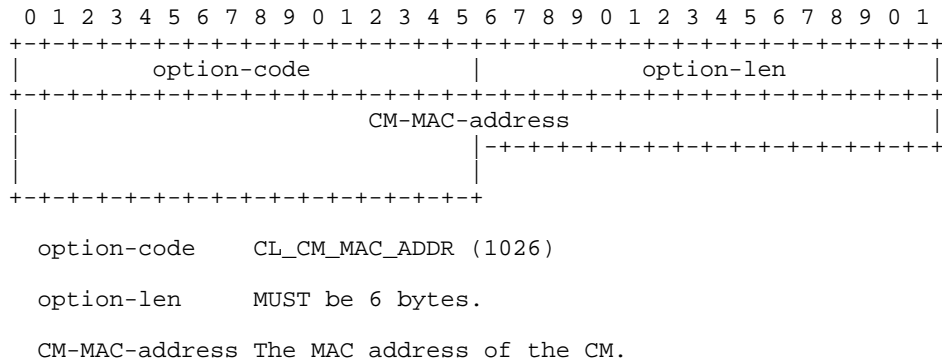 0 1 2 3 4 5 6 7 8 9 0 1 2 3 4 5 6 7 8 9 0 1 2 3 4 5 6 7 8 9 0 1
+-+-+-+-+-+-+-+-+-+-+-+-+-+-+-+-+-+-+-+-+-+-+-+-+-+-+-+-+-+-+-+-+
|          option-code          |           option-len          |
+-+-+-+-+-+-+-+-+-+-+-+-+-+-+-+-+-+-+-+-+-+-+-+-+-+-+-+-+-+-+-+-+
|                        CM-MAC-address                         |
|                               |-+-+-+-+-+-+-+-+-+-+-+-+-+-+-+-+
|                               |
+-+-+-+-+-+-+-+-+-+-+-+-+-+-+-+-+
  option-code    CL_CM_MAC_ADDR (1026)
  option-len     MUST be 6 bytes.
  CM-MAC-address The MAC address of the CM.